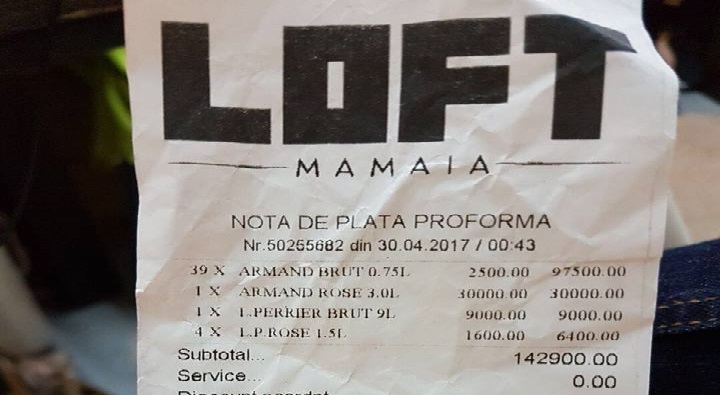 LOFT
MAMAIA
NOTA DE PLATA PROFORMA
Nr.50255682 din 30.04.2017 / 00:43
39 X ARMAND BRUT 0.75L 2500.00 97500.00
1 X ARMAND ROSE 3.0L 30000.00 30000.00
1 X L.PERRIER BRUT 9L 9000.00 9000.00
4 X L.P.ROSE 1.5L 1600.00 6400.00
Subtotal... 142900.00
Service... 0.00